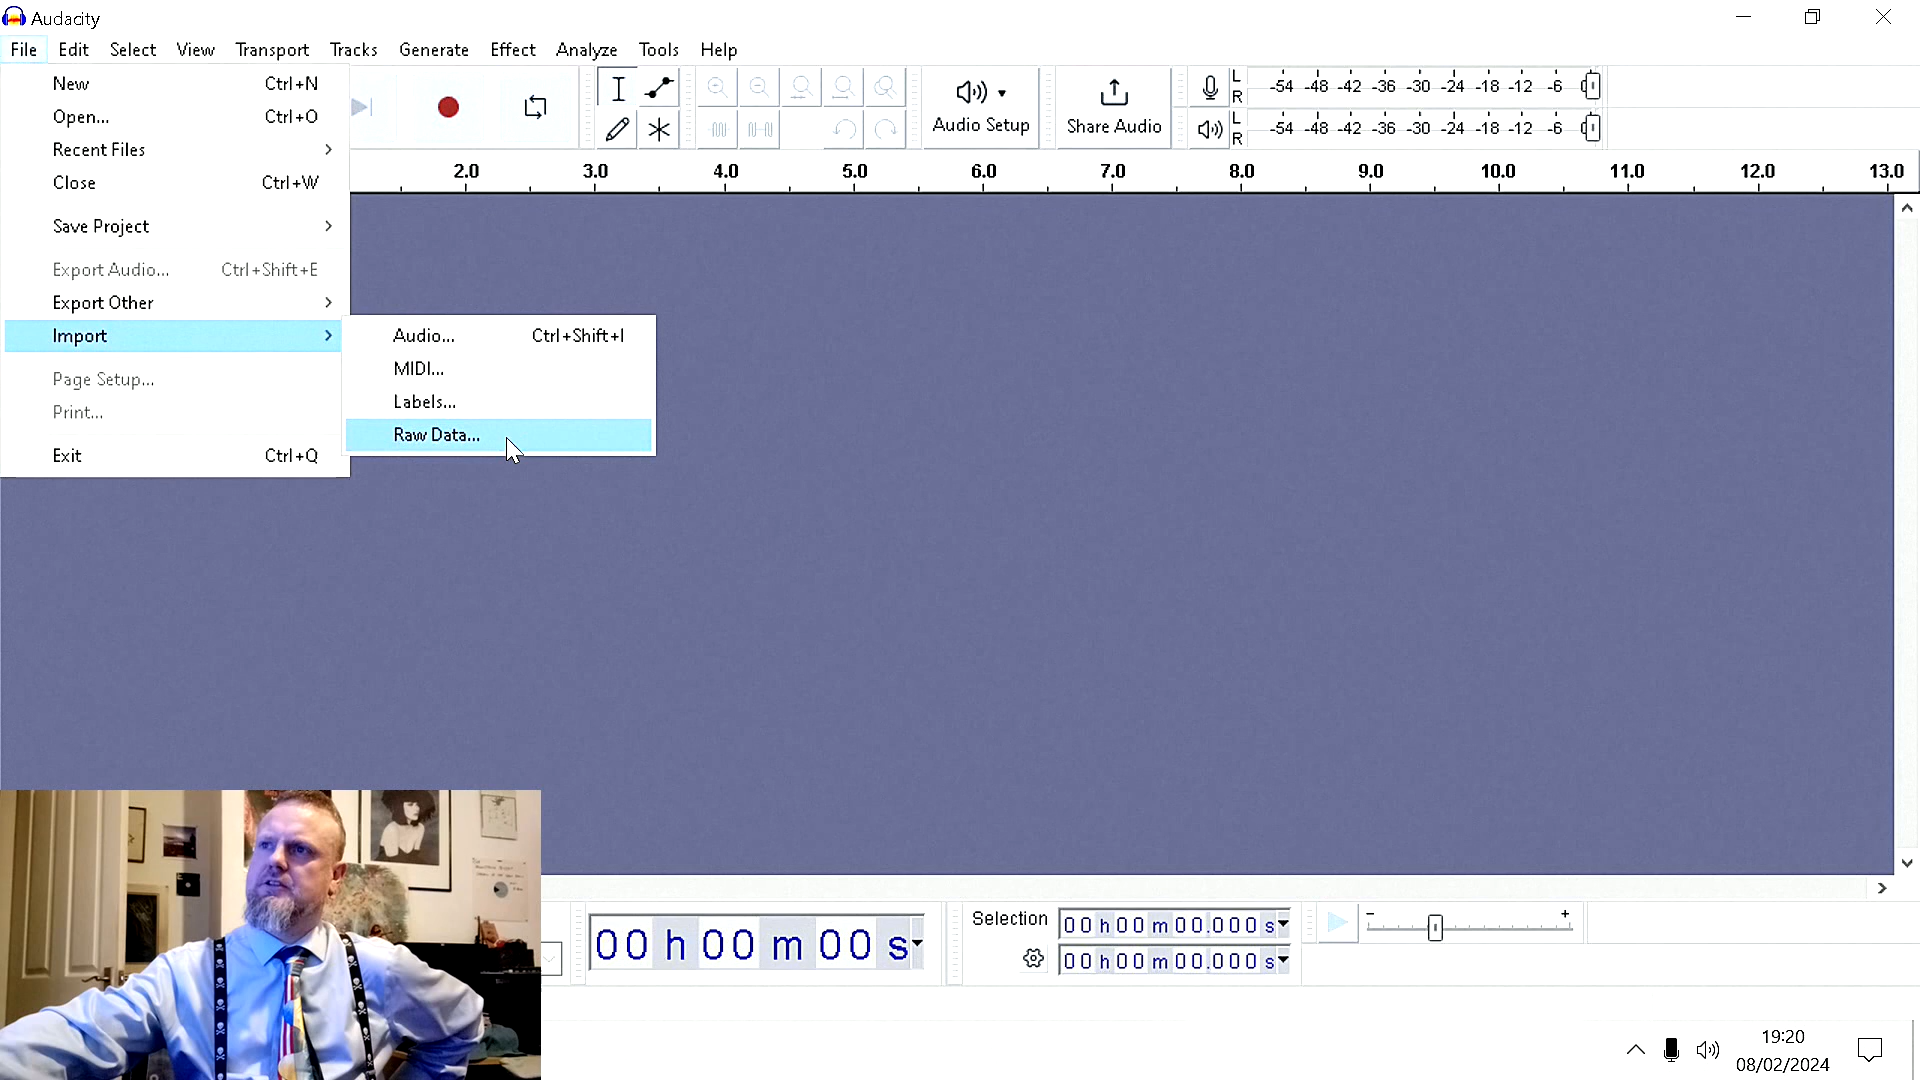 Audacity
File Edit Select View Transport Tracks Generate Effect Analyze Tools Help
New Ctrl+N
Open... Ctrl+O
Recent Files
Close Ctrl+W
Save Project
Export Audio... Ctrl+Shift+E
Export Other
Import
Page Setup...
Print...
Exit Ctrl+Q
Audio... Ctrl+Shift+I
MIDI...
Labels...
Raw Data...
Audio Setup
Share Audio
L
R
-54 -48 -42 -36 -30 -24 -18 -12 -6
L
R
-54 -48 -42 -36 -30 -24 -18 -12 -6
2.0 3.0 4.0 5.0 6.0 7.0 8.0 9.0 10.0 11.0 12.0 13.0
00 h 00 m 00 s
Selection
00 h 00 m 00.000 s
00 h 00 m 00.000 s
- +
19:20
08/02/2024